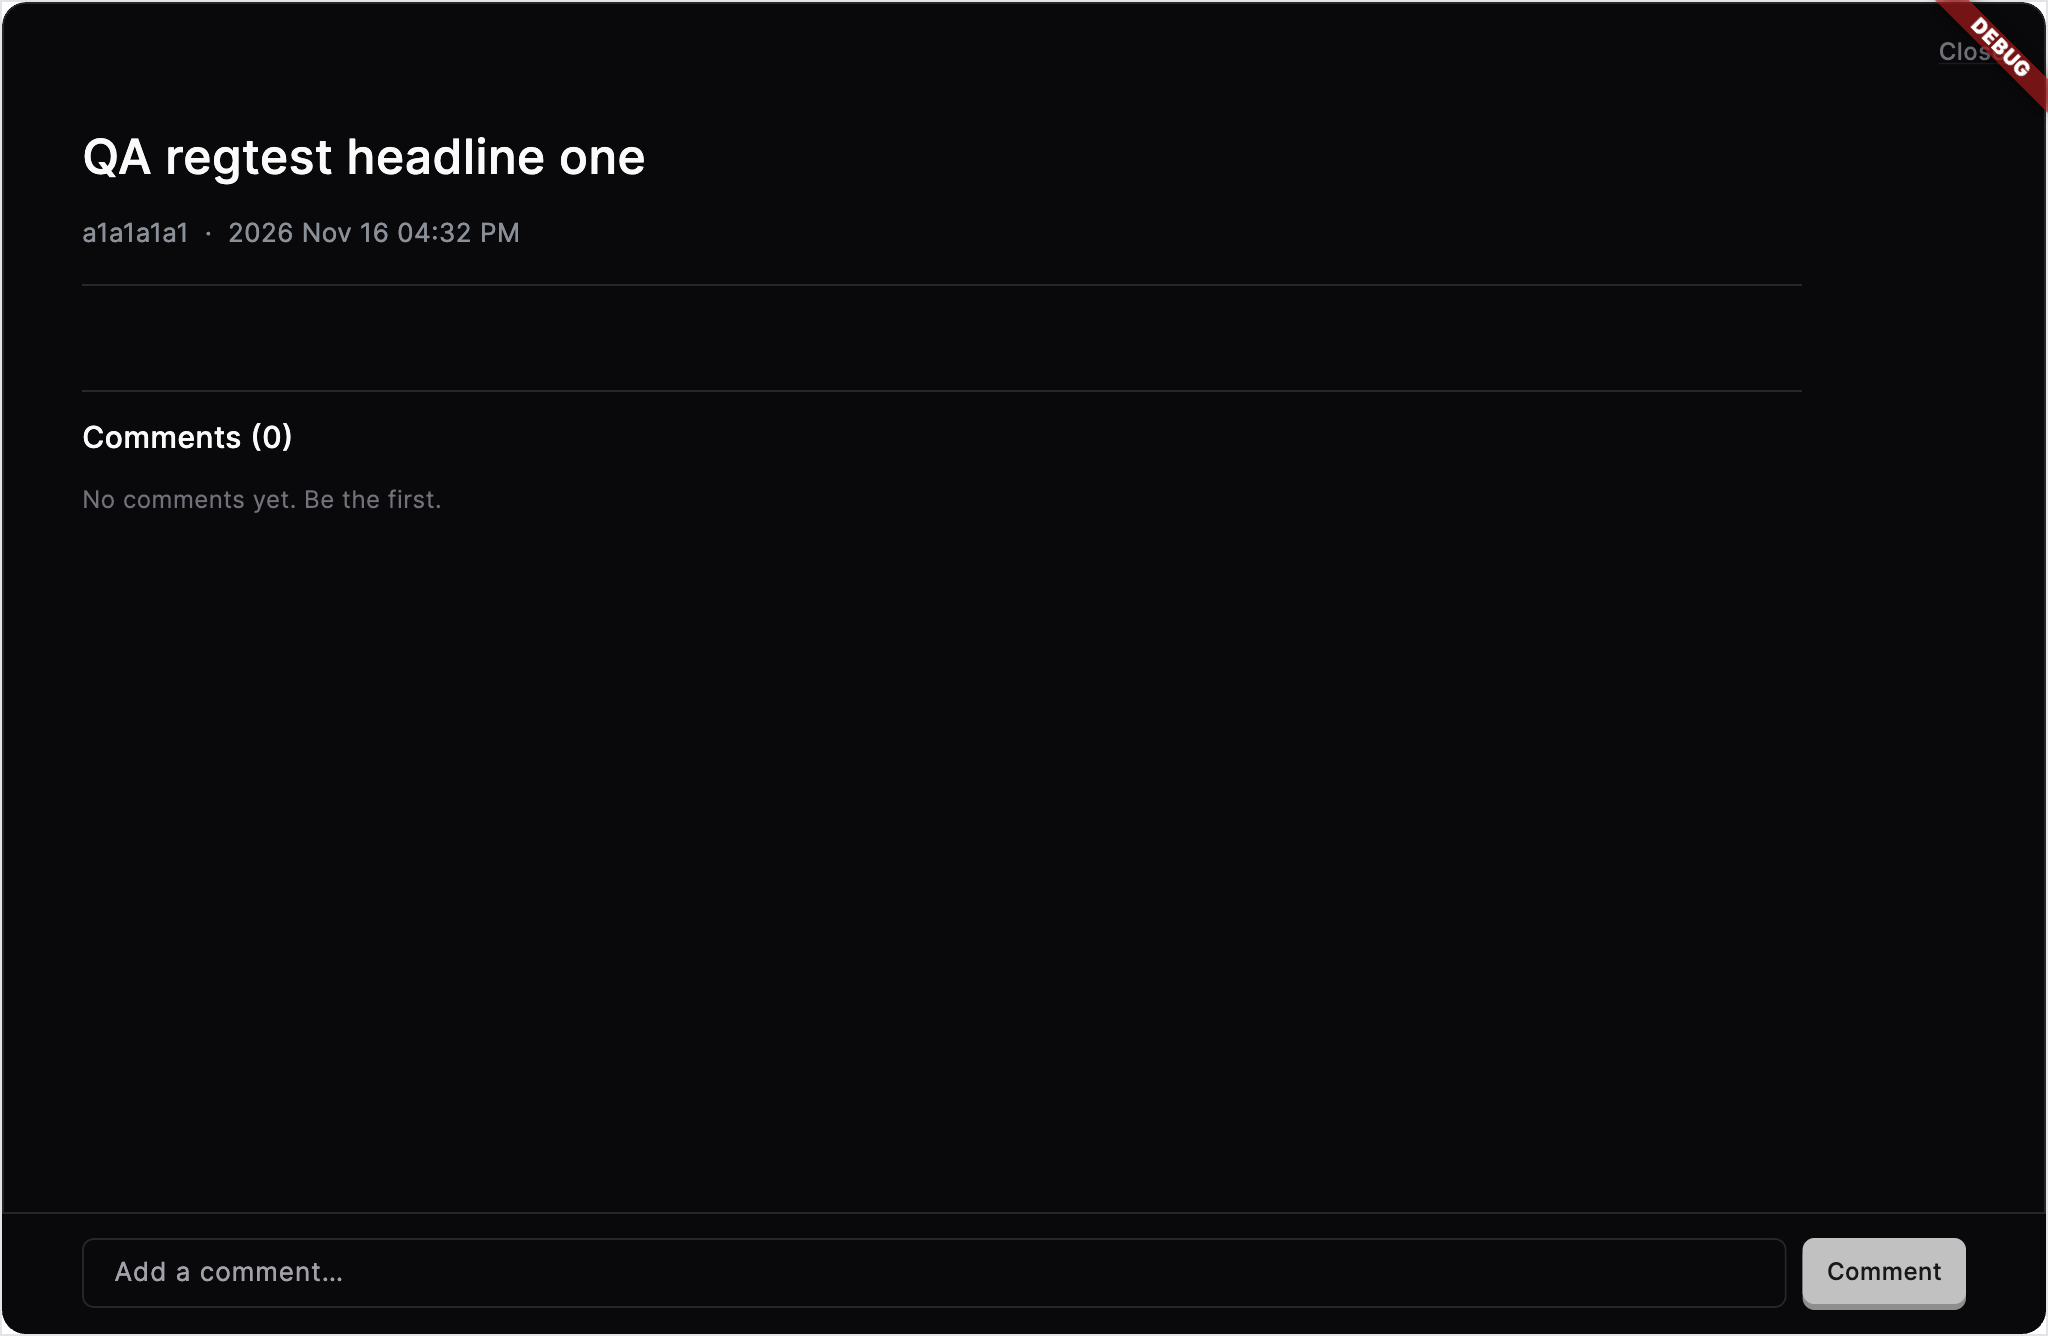 Clos
DEBUG
QA regtest headline one
a1a1a1a1 · 2026 Nov 16 04:32 PM
Comments (0)
No comments yet. Be the first.
Add a comment...
Comment